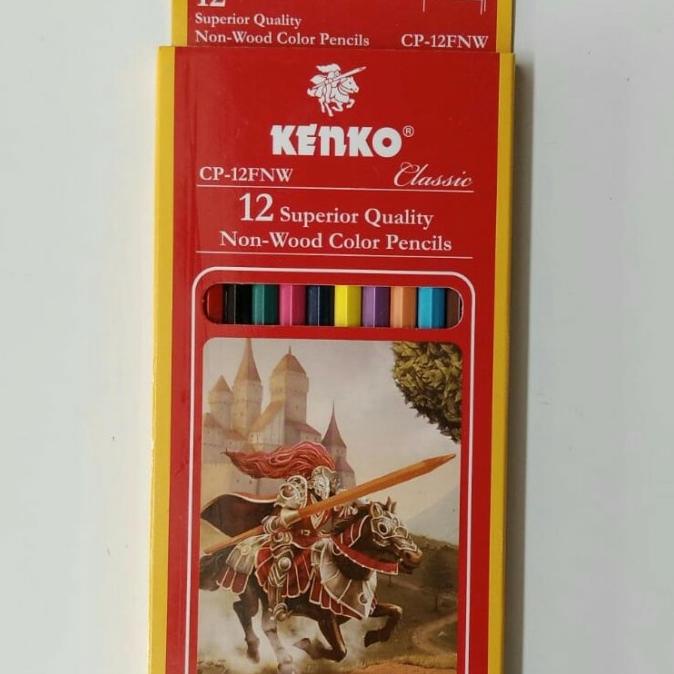 12
Superior Quality
Non-Wood Color Pencils CP-12FNW
KENKO®
CP-12FNW Classic
12 Superior Quality
Non-Wood Color Pencils